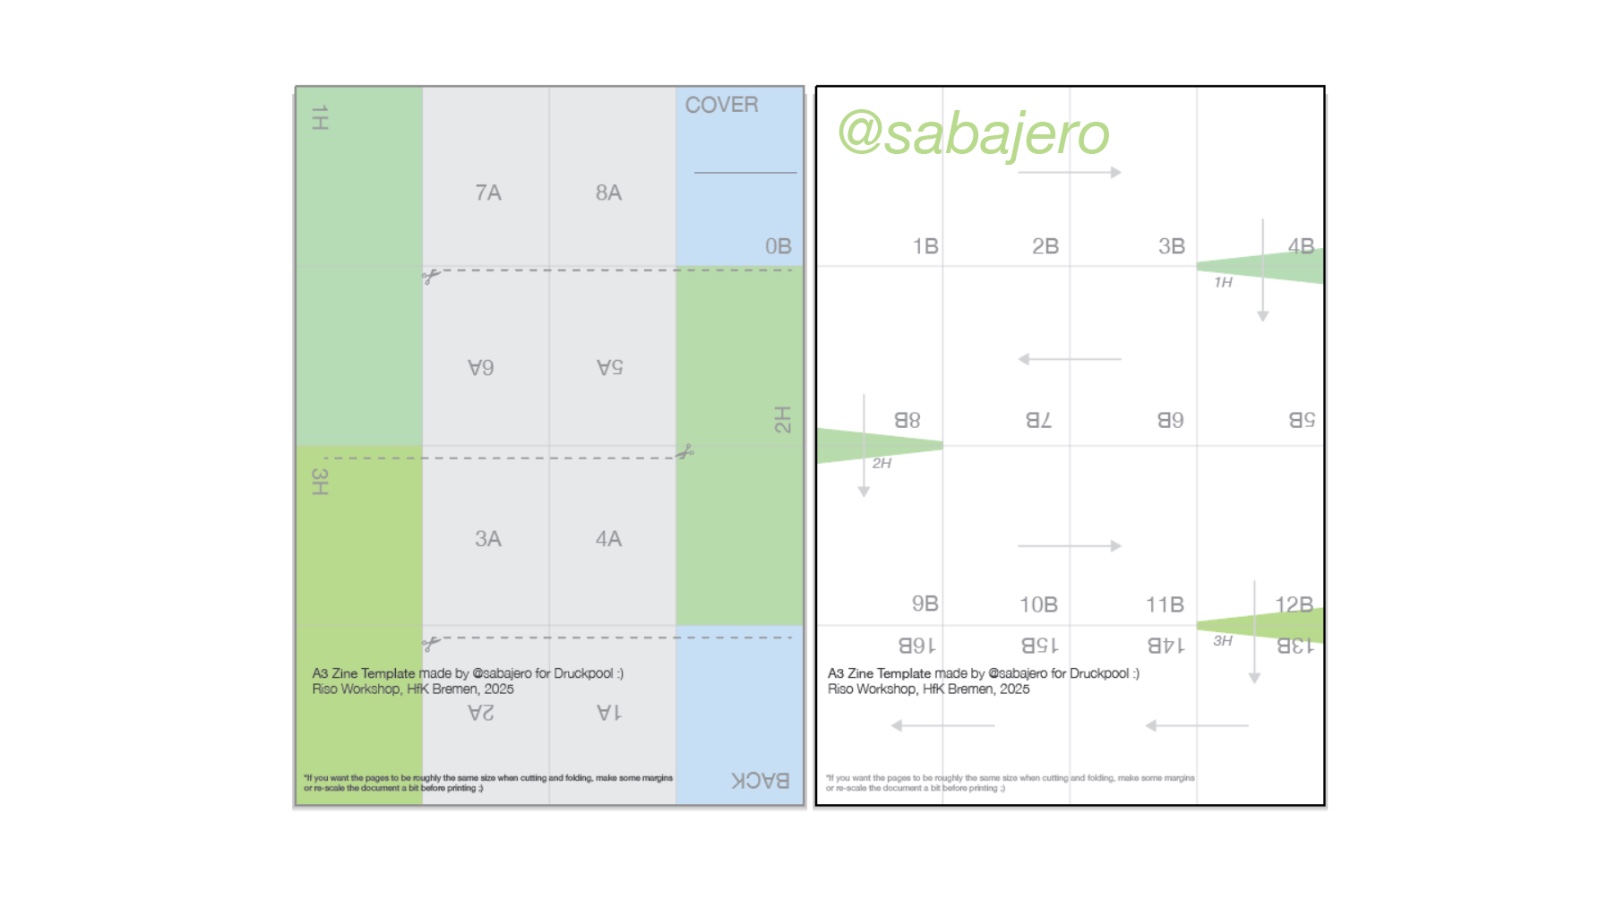 1H
COVER
7A
8A
0B
6A
5A
2H
3H
3A
4A
A3 Zine Template made by @sabajero for Druckpool :)
Riso Workshop, HfK Bremen, 2025
2A
1A
BACK
*If you want the pages to be roughly the same size when cutting and folding, make some margins
or re-scale the document a bit before printing ;)
@sabajero
1B
2B
3B
4B
1H
8B
7B
6B
5B
2H
9B
10B
11B
12B
16B
15B
14B
3H
13B
A3 Zine Template made by @sabajero for Druckpool :)
Riso Workshop, HfK Bremen, 2025
*If you want the pages to be roughly the same size when cutting and folding, make some margins
or re-scale the document a bit before printing ;)